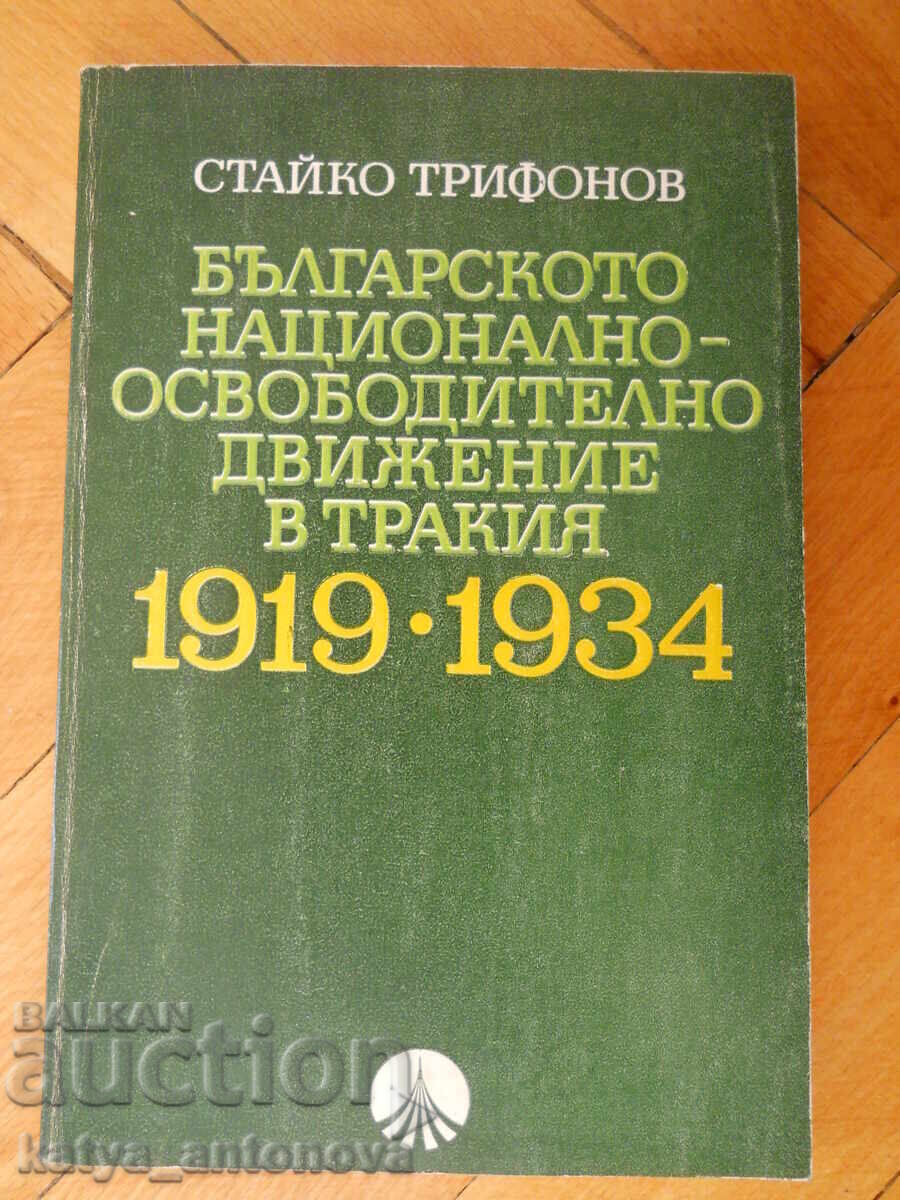 СТАЙКО ТРИФОНОВ
БЪЛГАРСКОТО
НАЦИОНАЛНО-
ОСВОБОДИТЕЛНО
ДВИЖЕНИЕ
В ТРАКИЯ
1919·1934
BALKAN
auction
katya_antonova